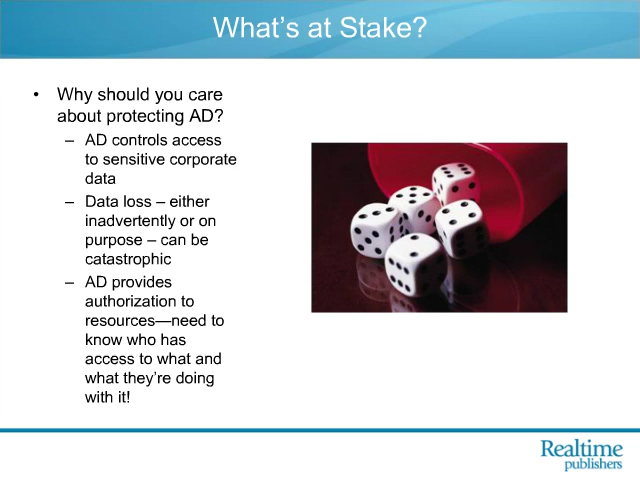 What's at Stake?
• Why should you care
about protecting AD?
– AD controls access
to sensitive corporate
data
– Data loss – either
inadvertently or on
purpose – can be
catastrophic
– AD provides
authorization to
resources—need to
know who has
access to what and
what they're doing
with it!
Realtime
publishers